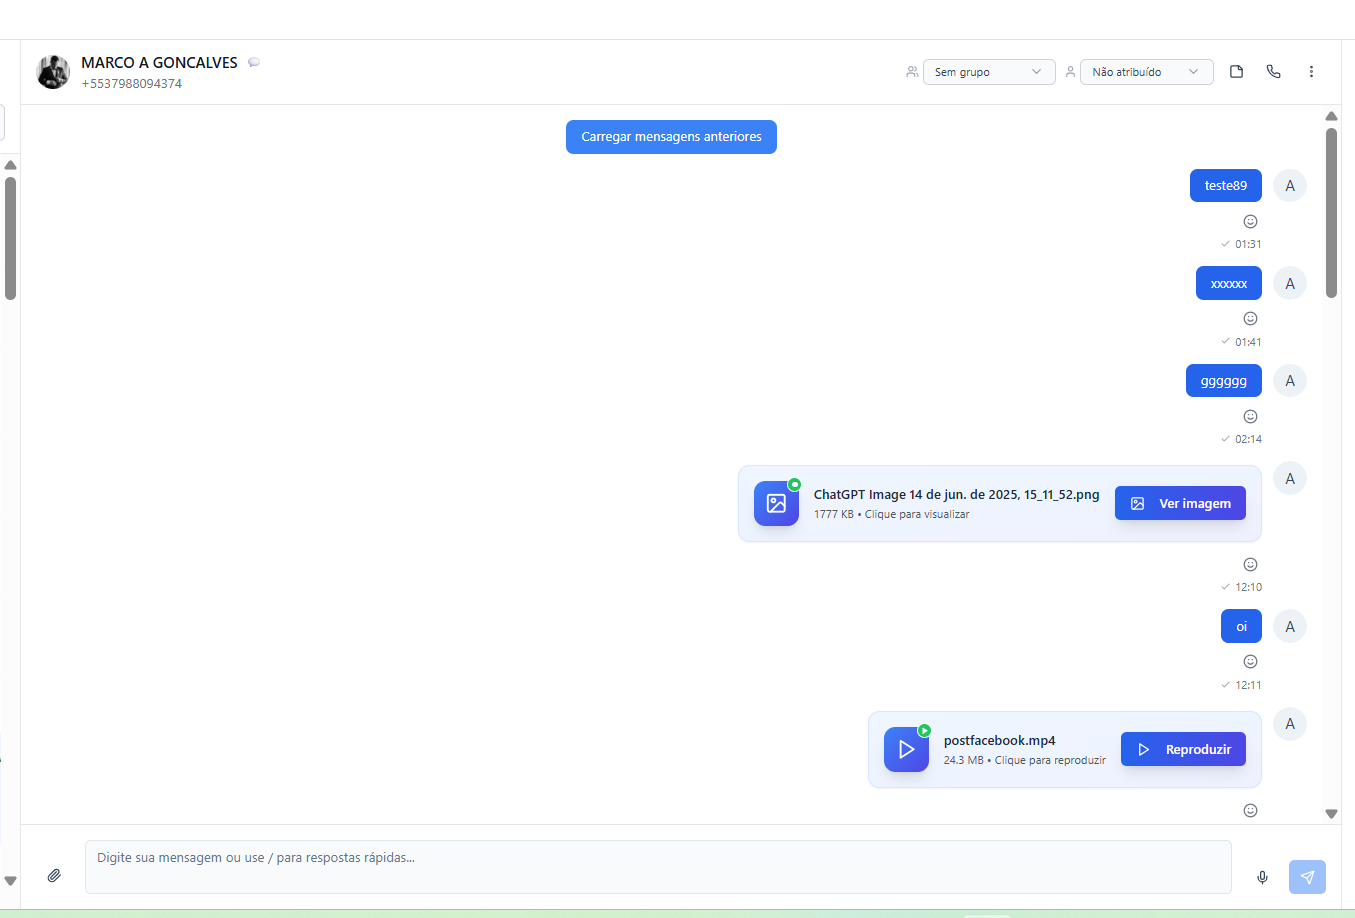 MARCO A GONCALVES
+5537988094374
Sem grupo
Não atribuído
Carregar mensagens anteriores
teste89
A
01:31
xxxxxx
A
01:41
gggggg
A
02:14
A
ChatGPT Image 14 de jun. de 2025, 15_11_52.png
1777 KB • Clique para visualizar
Ver imagem
12:10
oi
A
12:11
A
postfacebook.mp4
24.3 MB • Clique para reproduzir
Reproduzir
Digite sua mensagem ou use / para respostas rápidas...